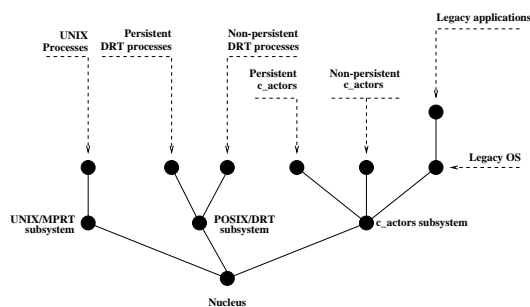 Legacy applications
UNIX
Processes
Persistent
DRT processes
Non-persistent
DRT processes
Persistent
c_actors
Non-persistent
c_actors
Legacy OS
UNIX/MPRT
subsystem
POSIX/DRT
subsystem
c_actors subsystem
Nucleus